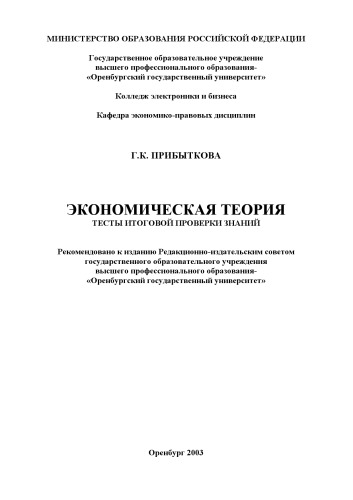 МИНИСТЕРСТВО ОБРАЗОВАНИЯ РОССИЙСКОЙ ФЕДЕРАЦИИ
Государственное образовательное учреждение
высшего профессионального образования-
«Оренбургский государственный университет»
Колледж электроники и бизнеса
Кафедра экономико-правовых дисциплин
Г.К. ПРИБЫТКОВА
ЭКОНОМИЧЕСКАЯ ТЕОРИЯ
ТЕСТЫ ИТОГОВОЙ ПРОВЕРКИ ЗНАНИЙ
Рекомендовано к изданию Редакционно-издательским советом
государственного образовательного учреждения
высшего профессионального образования-
«Оренбургский государственный университет»
Оренбург 2003